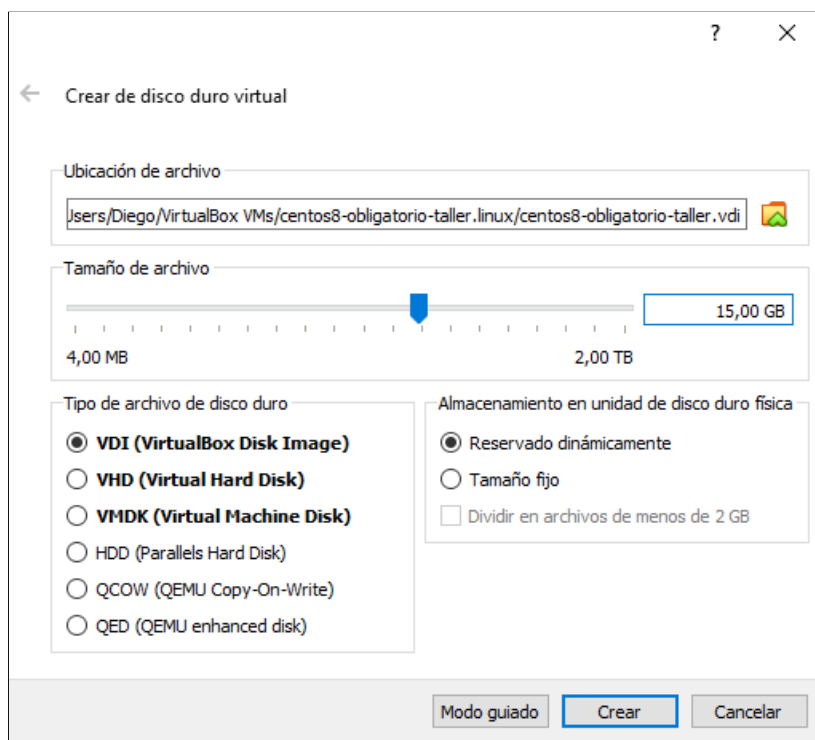 ?
Crear de disco duro virtual
Ubicación de archivo
Jsers/Diego/VirtualBox VMs/centos8-obligatorio-taller.linux/centos8-obligatorio-taller.vdi
Tamaño de archivo
15,00 GB
4,00 MB 2,00 TB
Tipo de archivo de disco duro
VDI (VirtualBox Disk Image)
VHD (Virtual Hard Disk)
VMDK (Virtual Machine Disk)
HDD (Parallels Hard Disk)
QCOW (QEMU Copy-On-Write)
QED (QEMU enhanced disk)
Almacenamiento en unidad de disco duro física
Reservado dinámicamente
Tamaño fijo
Dividir en archivos de menos de 2 GB
Modo guiado Crear Cancelar